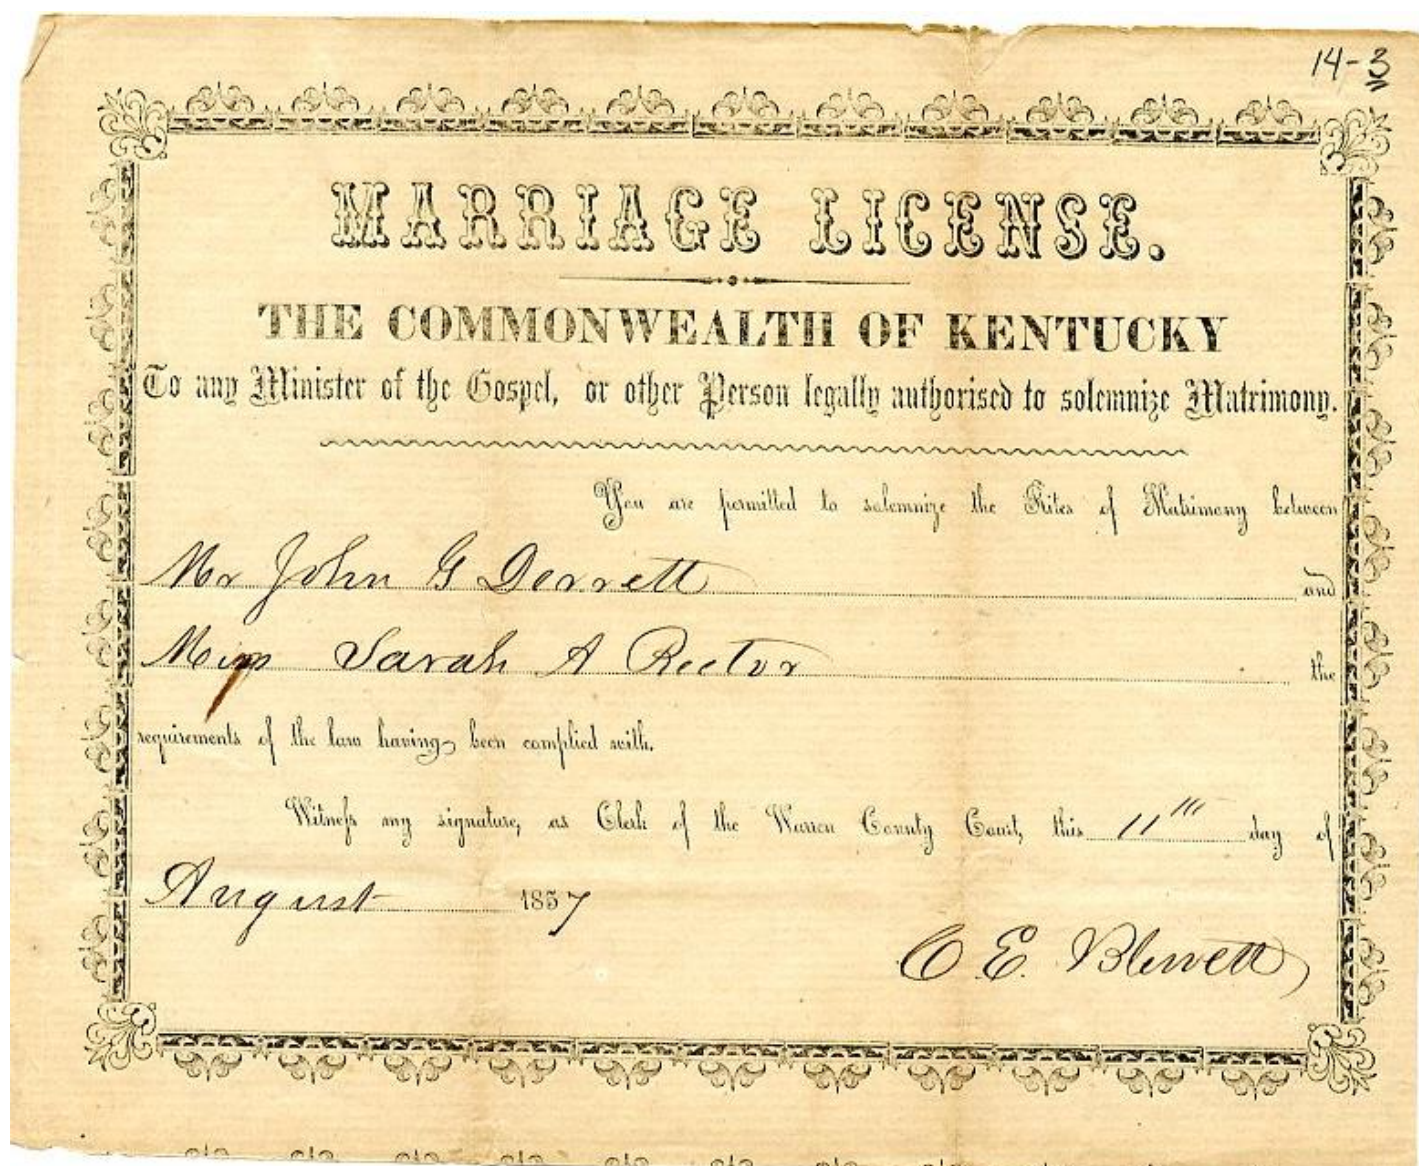 14-3
MARRIAGE LICENSE.
THE COMMONWEALTH OF KENTUCKY
To any Minister of the Gospel, or other Person legally authorised to solemnize Matrimony.
You are permitted to solemnize the Rites of Matrimony between
Mr John G Dorrett and
Miss Sarah A Rector the
requirements of the law having been complied with.
Witness my signature, as Clerk of the Warren County Court, this 11th day of
August 1857
C E. Blewett